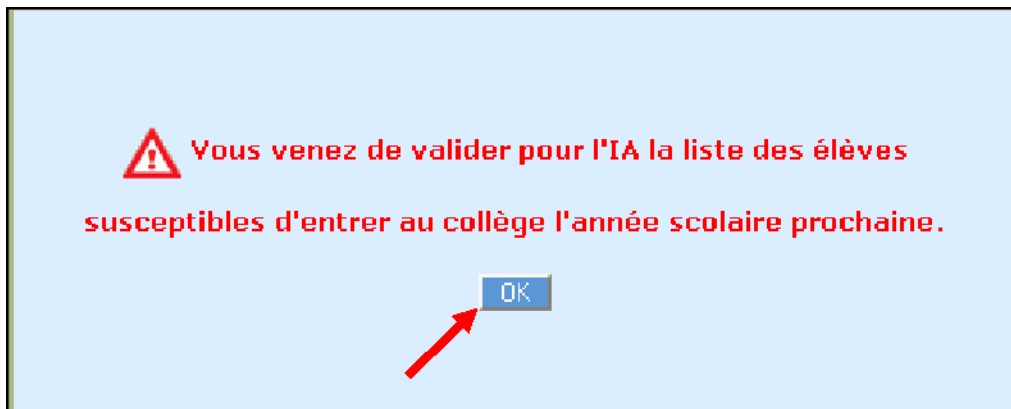 Vous venez de valider pour l'IA la liste des élèves
susceptibles d'entrer au collège l'année scolaire prochaine.
OK